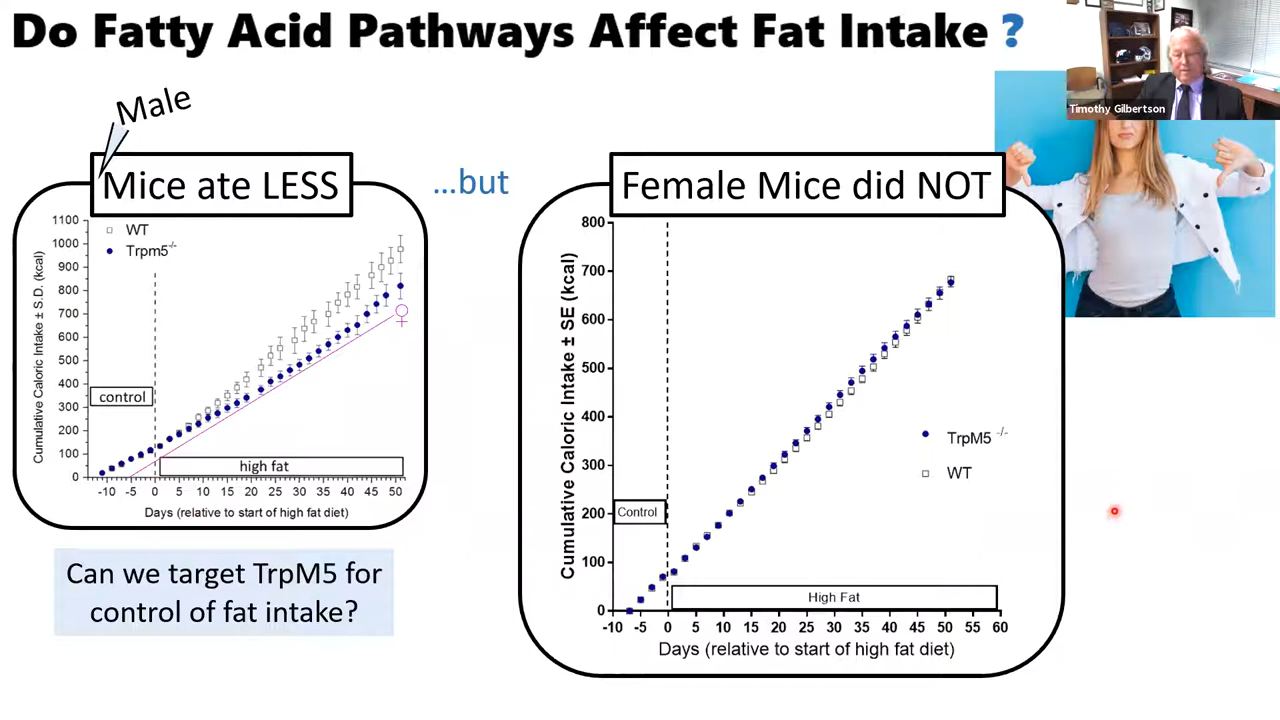 Do Fatty Acid Pathways Affect Fat Intake ?
Timothy Gilbertson
Male
Mice ate LESS
...but
Female Mice did NOT
Cumulative Caloric Intake ± S.D. (kcal)
1100
1000
900
800
700
600
500
400
300
200
100
0
WT
Trpm5-/-
♀
control
high fat
-10 -5 0 5 10 15 20 25 30 35 40 45 50
Days (relative to start of high fat diet)
Can we target TrpM5 for
control of fat intake?
Cumulative Caloric Intake ± SE (kcal)
800
700
600
500
400
300
200
100
0
TrpM5 -/-
WT
Control
High Fat
-10 -5 0 5 10 15 20 25 30 35 40 45 50 55 60
Days (relative to start of high fat diet)